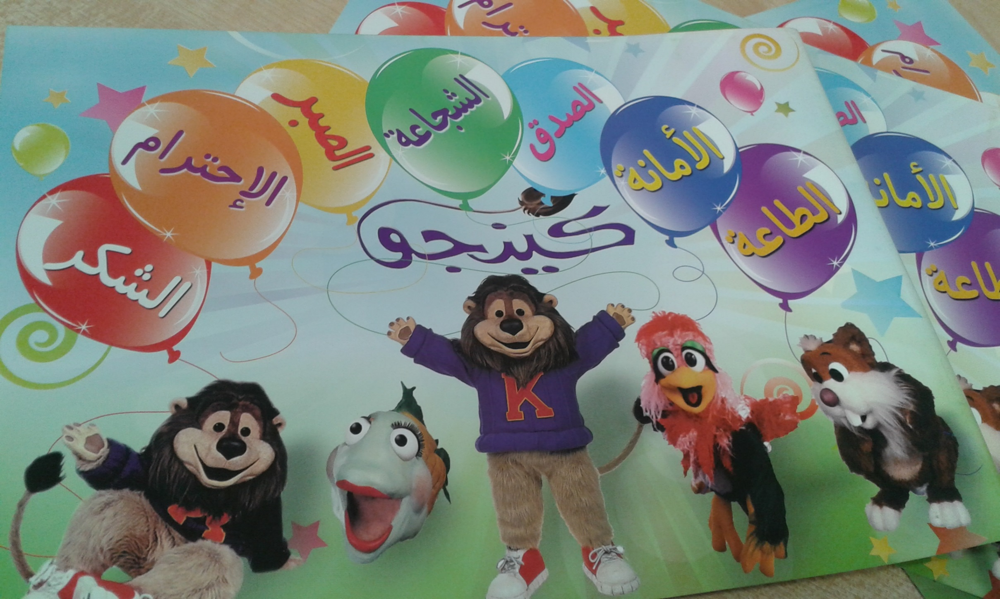 الشكر
الإحترام
الصبر
الشجاعة
الصدق
الأمانة
الطاعة
كينجو
K